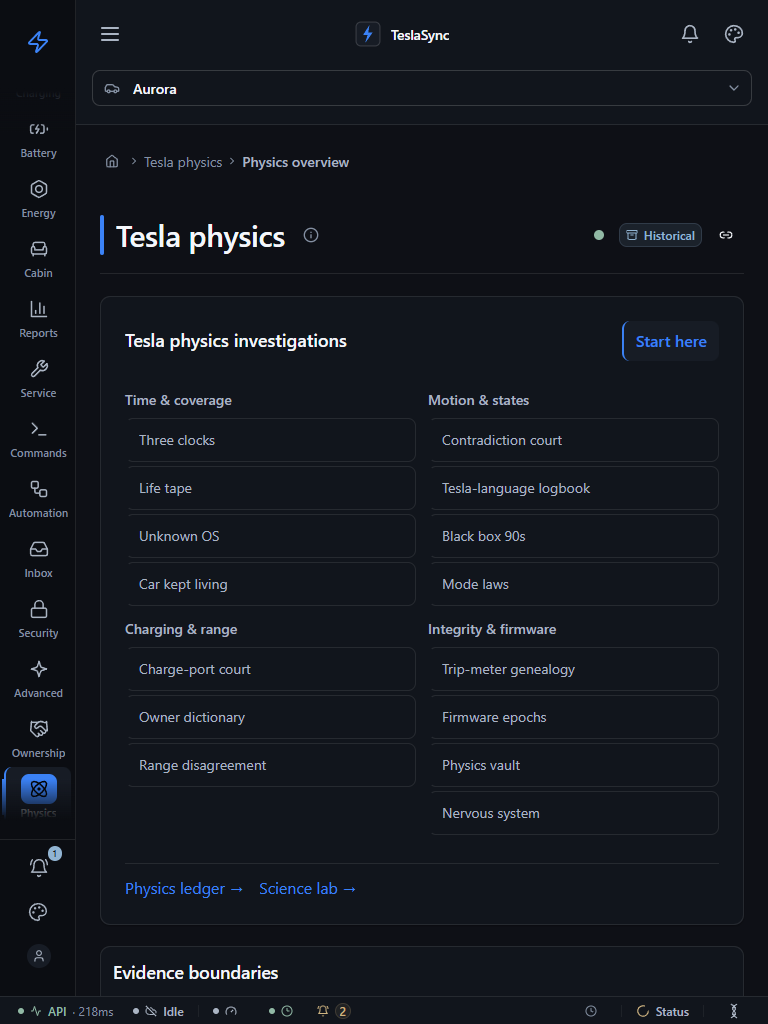 TeslaSync
Aurora
Charging
Battery
Energy
Cabin
Reports
Service
Commands
Automation
Inbox
Security
Advanced
Ownership
Physics
1
Tesla physics › Physics overview
Tesla physics
Historical
Tesla physics investigations
Start here
Time & coverage
Three clocks
Life tape
Unknown OS
Car kept living
Motion & states
Contradiction court
Tesla-language logbook
Black box 90s
Mode laws
Charging & range
Charge-port court
Owner dictionary
Range disagreement
Integrity & firmware
Trip-meter genealogy
Firmware epochs
Physics vault
Nervous system
Physics ledger → Science lab →
Evidence boundaries
API · 218ms Idle 2 Status